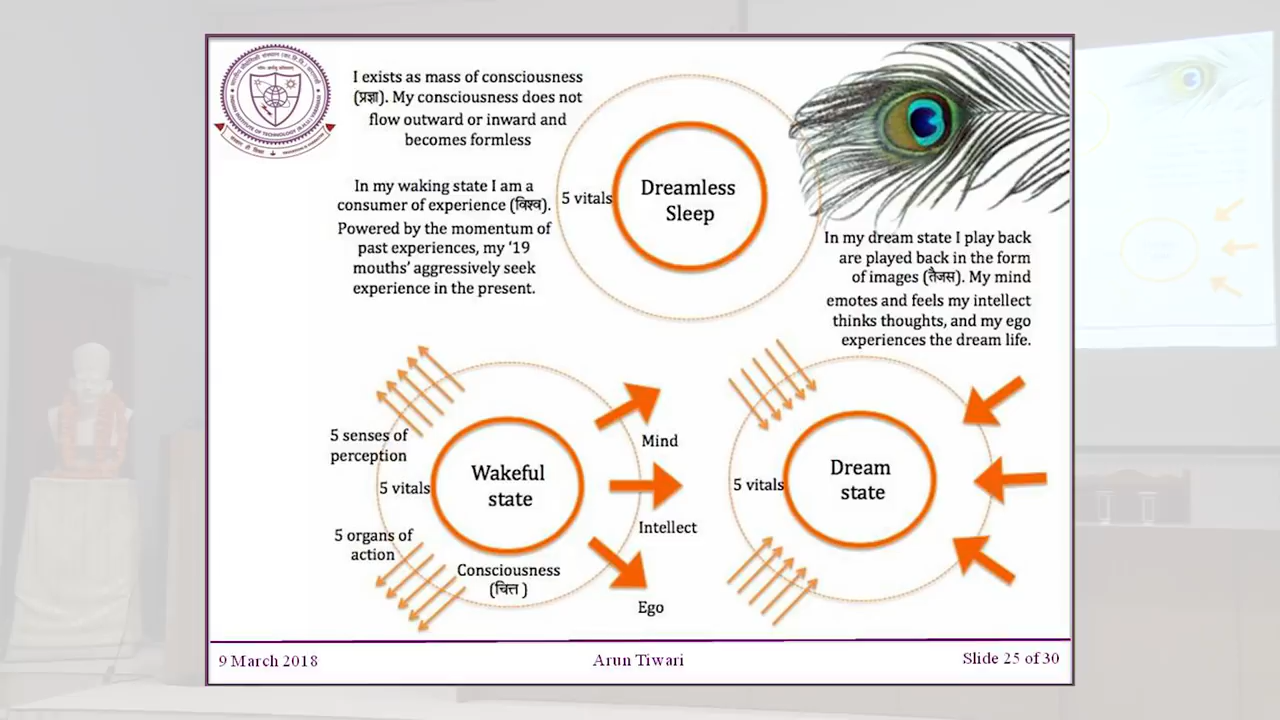 I exists as mass of consciousness
(प्रज्ञा). My consciousness does not
flow outward or inward and
becomes formless
In my waking state I am a
consumer of experience (विश्व).
Powered by the momentum of
past experiences, my ‘19
mouths’ aggressively seek
experience in the present.
5 vitals
Dreamless
Sleep
In my dream state I play back
are played back in the form
of images (तैजस). My mind
emotes and feels my intellect
thinks thoughts, and my ego
experiences the dream life.
5 senses of
perception
5 vitals
5 organs of
action
Wakeful
state
Consciousness
(चित्त )
Mind
Intellect
Ego
5 vitals
Dream
state
9 March 2018
Arun Tiwari
Slide 25 of 30